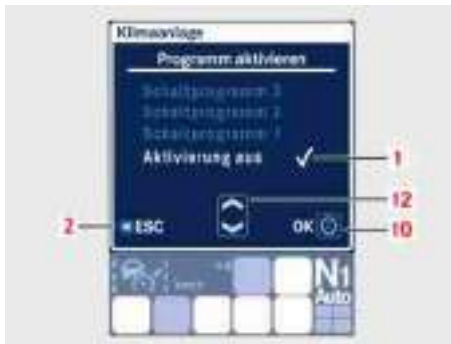 Klimaanlage
Programm aktivieren
Schaltprogramm 3
Schaltprogramm 2
Schaltprogramm 1
Aktivierung aus ✓
1
12
2
ESC
OK
10
N1
Auto